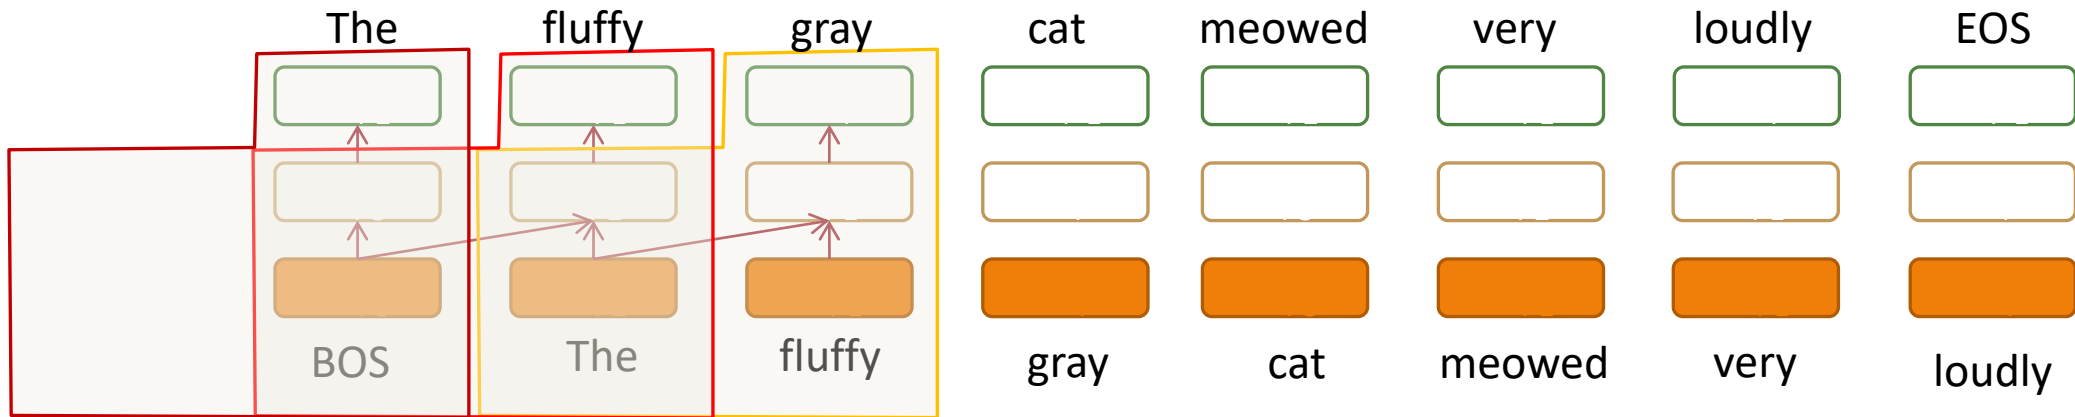 The fluffy gray cat meowed very loudly EOS
BOS The fluffy gray cat meowed very loudly